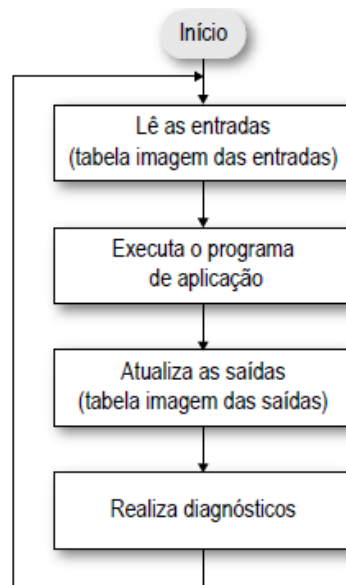 Início
Lê as entradas
(tabela imagem das entradas)
Executa o programa
de aplicação
Atualiza as saídas
(tabela imagem das saídas)
Realiza diagnósticos